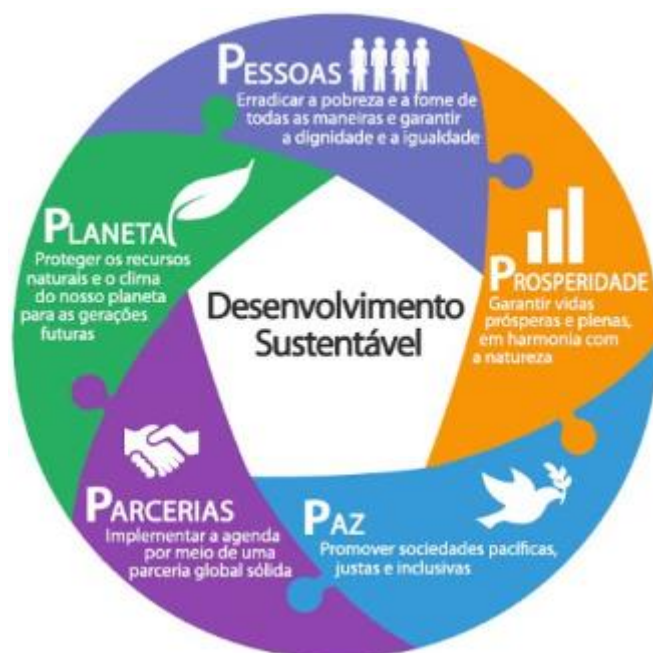 PESSOAS
Erradicar a pobreza e a fome de
todas as maneiras e garantir
a dignidade e a igualdade
PROSPERIDADE
Garantir vidas
prósperas e plenas,
em harmonia com
a natureza
PAZ
Promover sociedades pacíficas,
justas e inclusivas
PARCERIAS
Implementar a agenda
por meio de uma
parceria global sólida
PLANETA
Proteger os recursos
naturais e o clima
do nosso planeta
para as gerações
futuras
Desenvolvimento
Sustentável